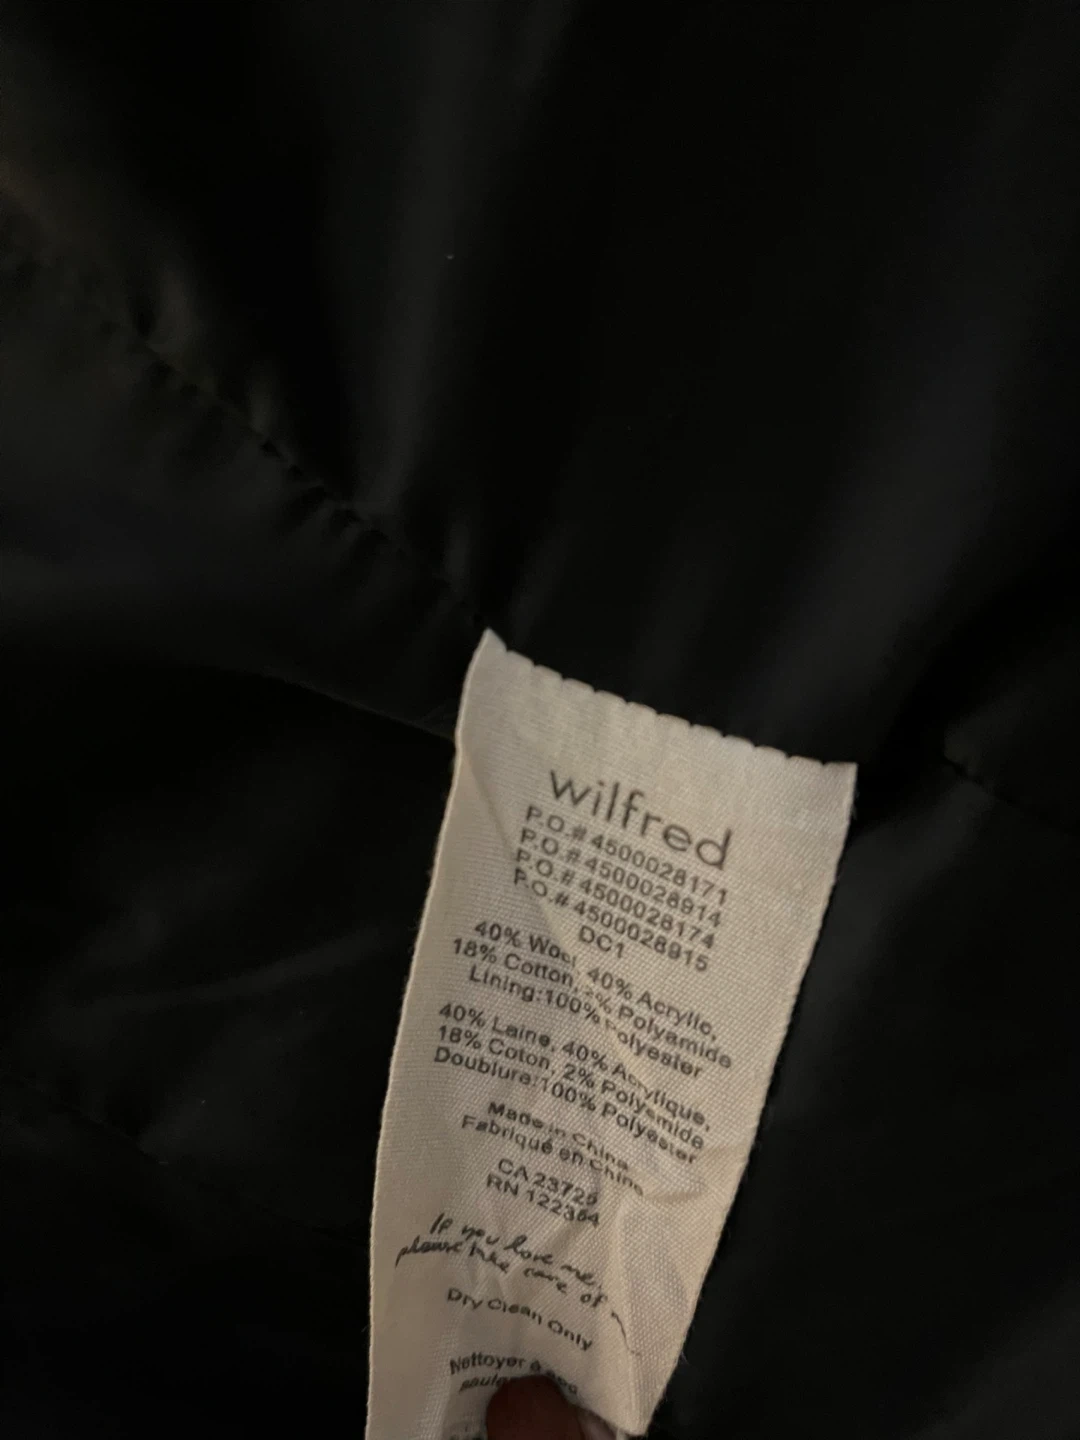 wilfred
P.O.# 4500028171
P.O.# 4500028914
P.O.# 4500028174
P.O.# 4500028915
DC1
40% Wool, 40% Acrylic,
18% Cotton, 2% Polyamide
Lining:100% Polyester
40% Laine, 40% Acrylique,
18% Coton, 2% Polyamide
Doublure:100% Polyester
Made in China
Fabriqué en Chine
CA 23725
RN 122364
If you love me,
please take care of
Dry Clean Only
Nettoyer à sec